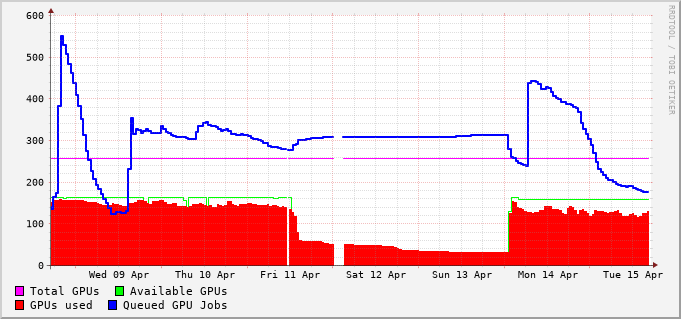 600
500
400
300
200
100
0
Wed 09 Apr Thu 10 Apr Fri 11 Apr Sat 12 Apr Sun 13 Apr Mon 14 Apr Tue 15 Apr
Total GPUs Available GPUs
GPUs used Queued GPU Jobs
RRDTOOL / TOBI OETIKER